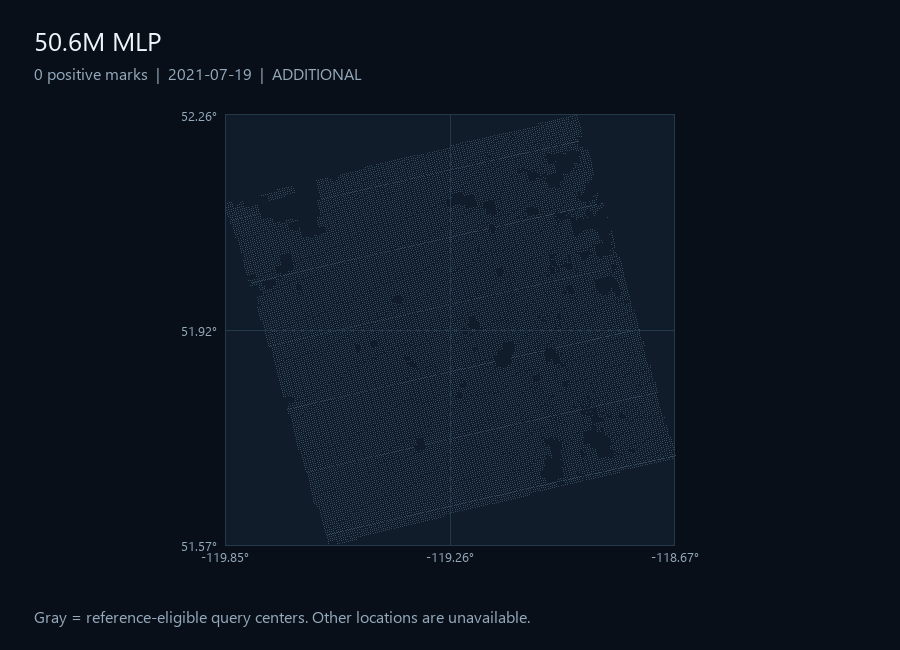 50.6M MLP
0 positive marks | 2021-07-19 | ADDITIONAL
52.26°
51.92°
51.57°
-119.85°
-119.26°
-118.67°
Gray = reference-eligible query centers. Other locations are unavailable.